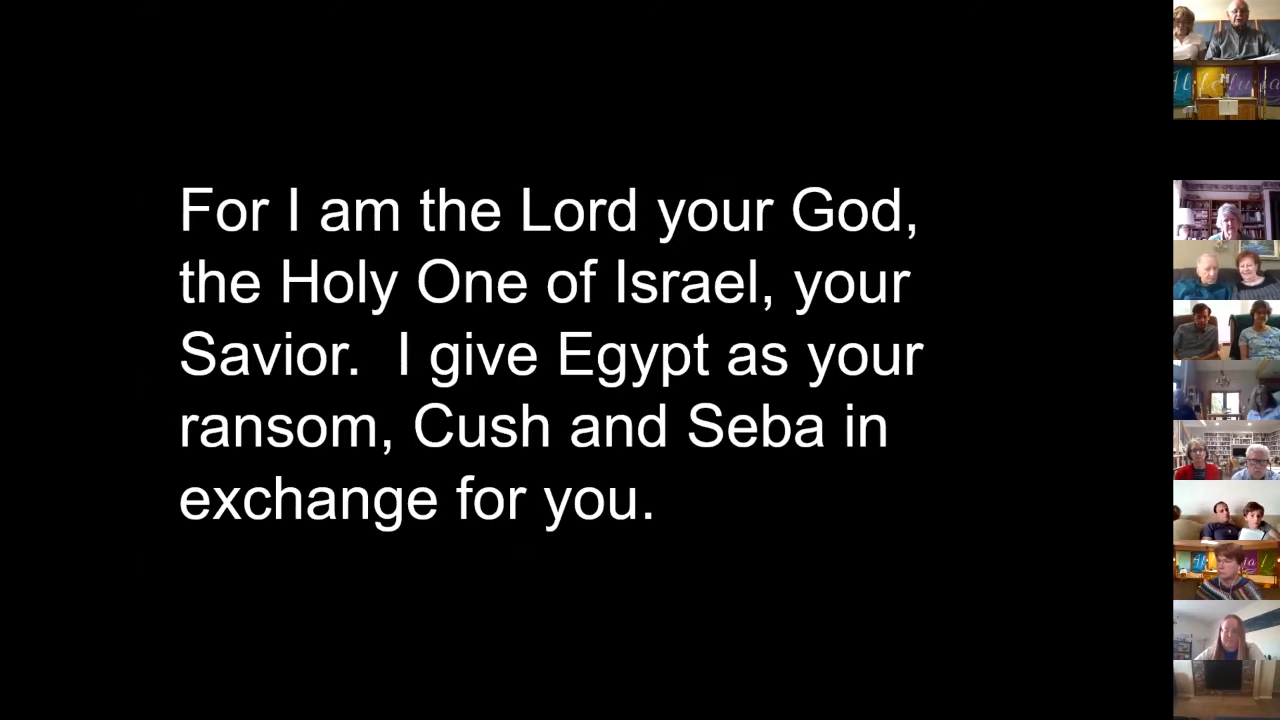 For I am the Lord your God,
the Holy One of Israel, your
Savior.  I give Egypt as your
ransom, Cush and Seba in
exchange for you.
Alleluia